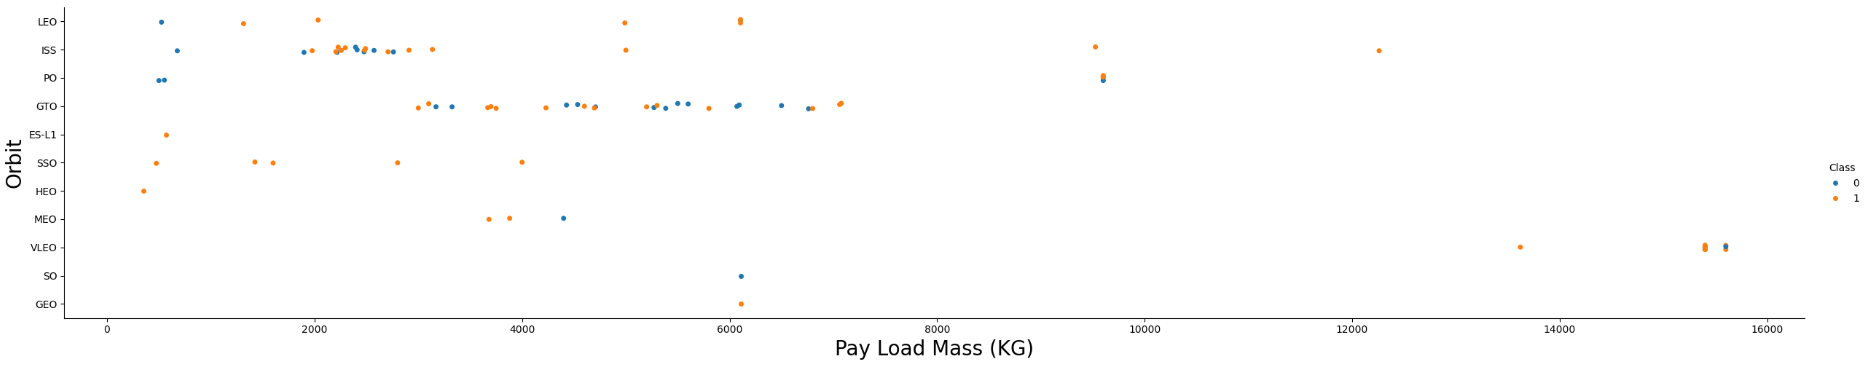 LEO
ISS
PO
GTO
ES-L1
SSO
HEO
MEO
VLEO
SO
GEO
Orbit
0 2000 4000 6000 8000 10000 12000 14000 16000
Pay Load Mass (KG)
Class
0
1